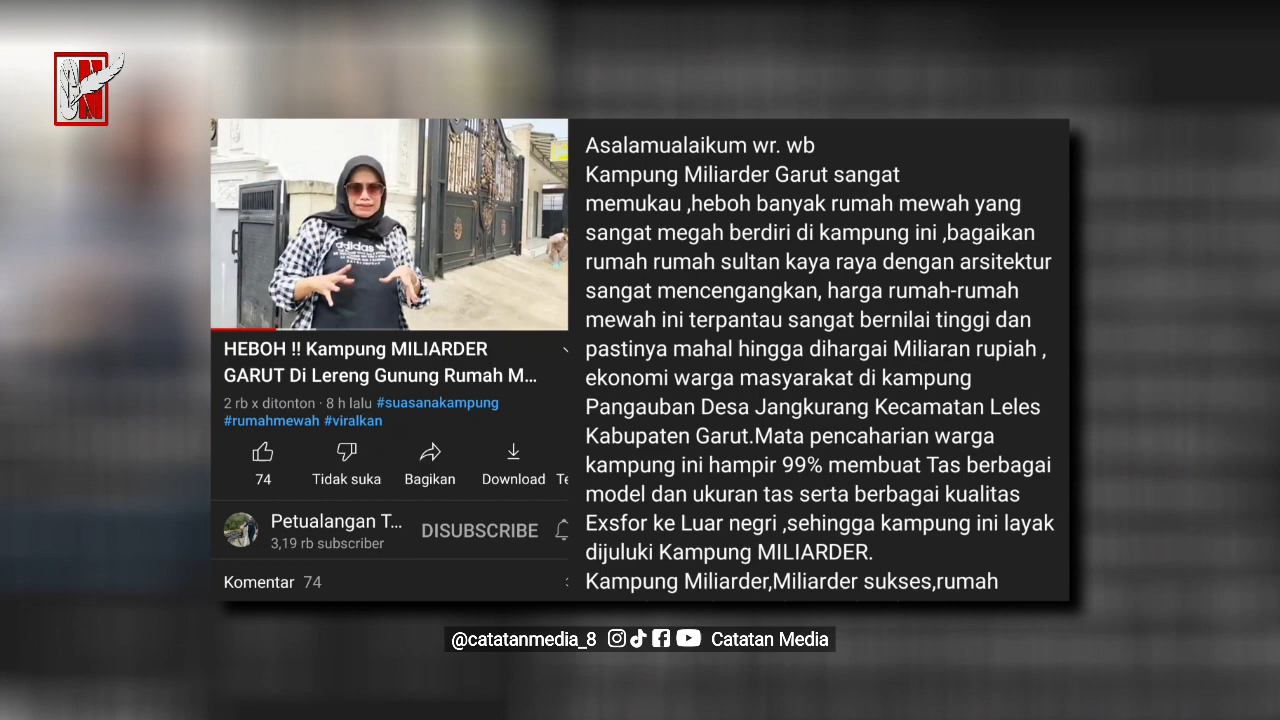 adidas
HEBOH !! Kampung MILIARDER
GARUT Di Lereng Gunung Rumah M...
2 rb x ditonton · 8 h lalu #suasanakampung
#rumahmewah #viralkan
74
Tidak suka
Bagikan
Download
Te
Petualangan T...
3,19 rb subscriber
DISUBSCRIBE
Komentar 74
Asalamualaikum wr. wb
Kampung Miliarder Garut sangat
memukau ,heboh banyak rumah mewah yang
sangat megah berdiri di kampung ini ,bagaikan
rumah rumah sultan kaya raya dengan arsitektur
sangat mencengangkan, harga rumah-rumah
mewah ini terpantau sangat bernilai tinggi dan
pastinya mahal hingga dihargai Miliaran rupiah ,
ekonomi warga masyarakat di kampung
Pangauban Desa Jangkurang Kecamatan Leles
Kabupaten Garut.Mata pencaharian warga
kampung ini hampir 99% membuat Tas berbagai
model dan ukuran tas serta berbagai kualitas
Exsfor ke Luar negri ,sehingga kampung ini layak
dijuluki Kampung MILIARDER.
Kampung Miliarder,Miliarder sukses,rumah
@catatanmedia_8 Catatan Media